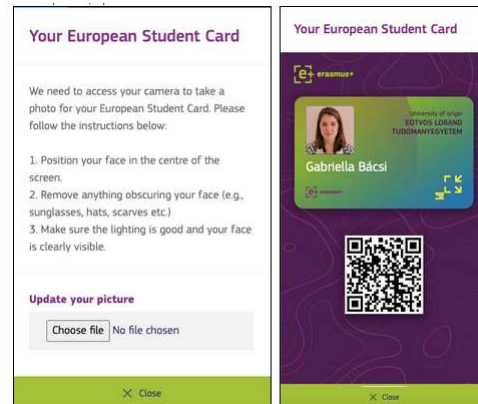 Your European Student Card
We need to access your camera to take a
photo for your European Student Card. Please
follow the instructions below:
1. Position your face in the centre of the
screen.
2. Remove anything obscuring your face (e.g.,
sunglasses, hats, scarves etc.)
3. Make sure the lighting is good and your face
is clearly visible.
Update your picture
Choose file No file chosen
× Close
Your European Student Card
e+ erasmus+
University of origin
EOTVOS LORAND
TUDOMANYEGYETEM
Gabriella Bácsi
e+ erasmus+
× Close